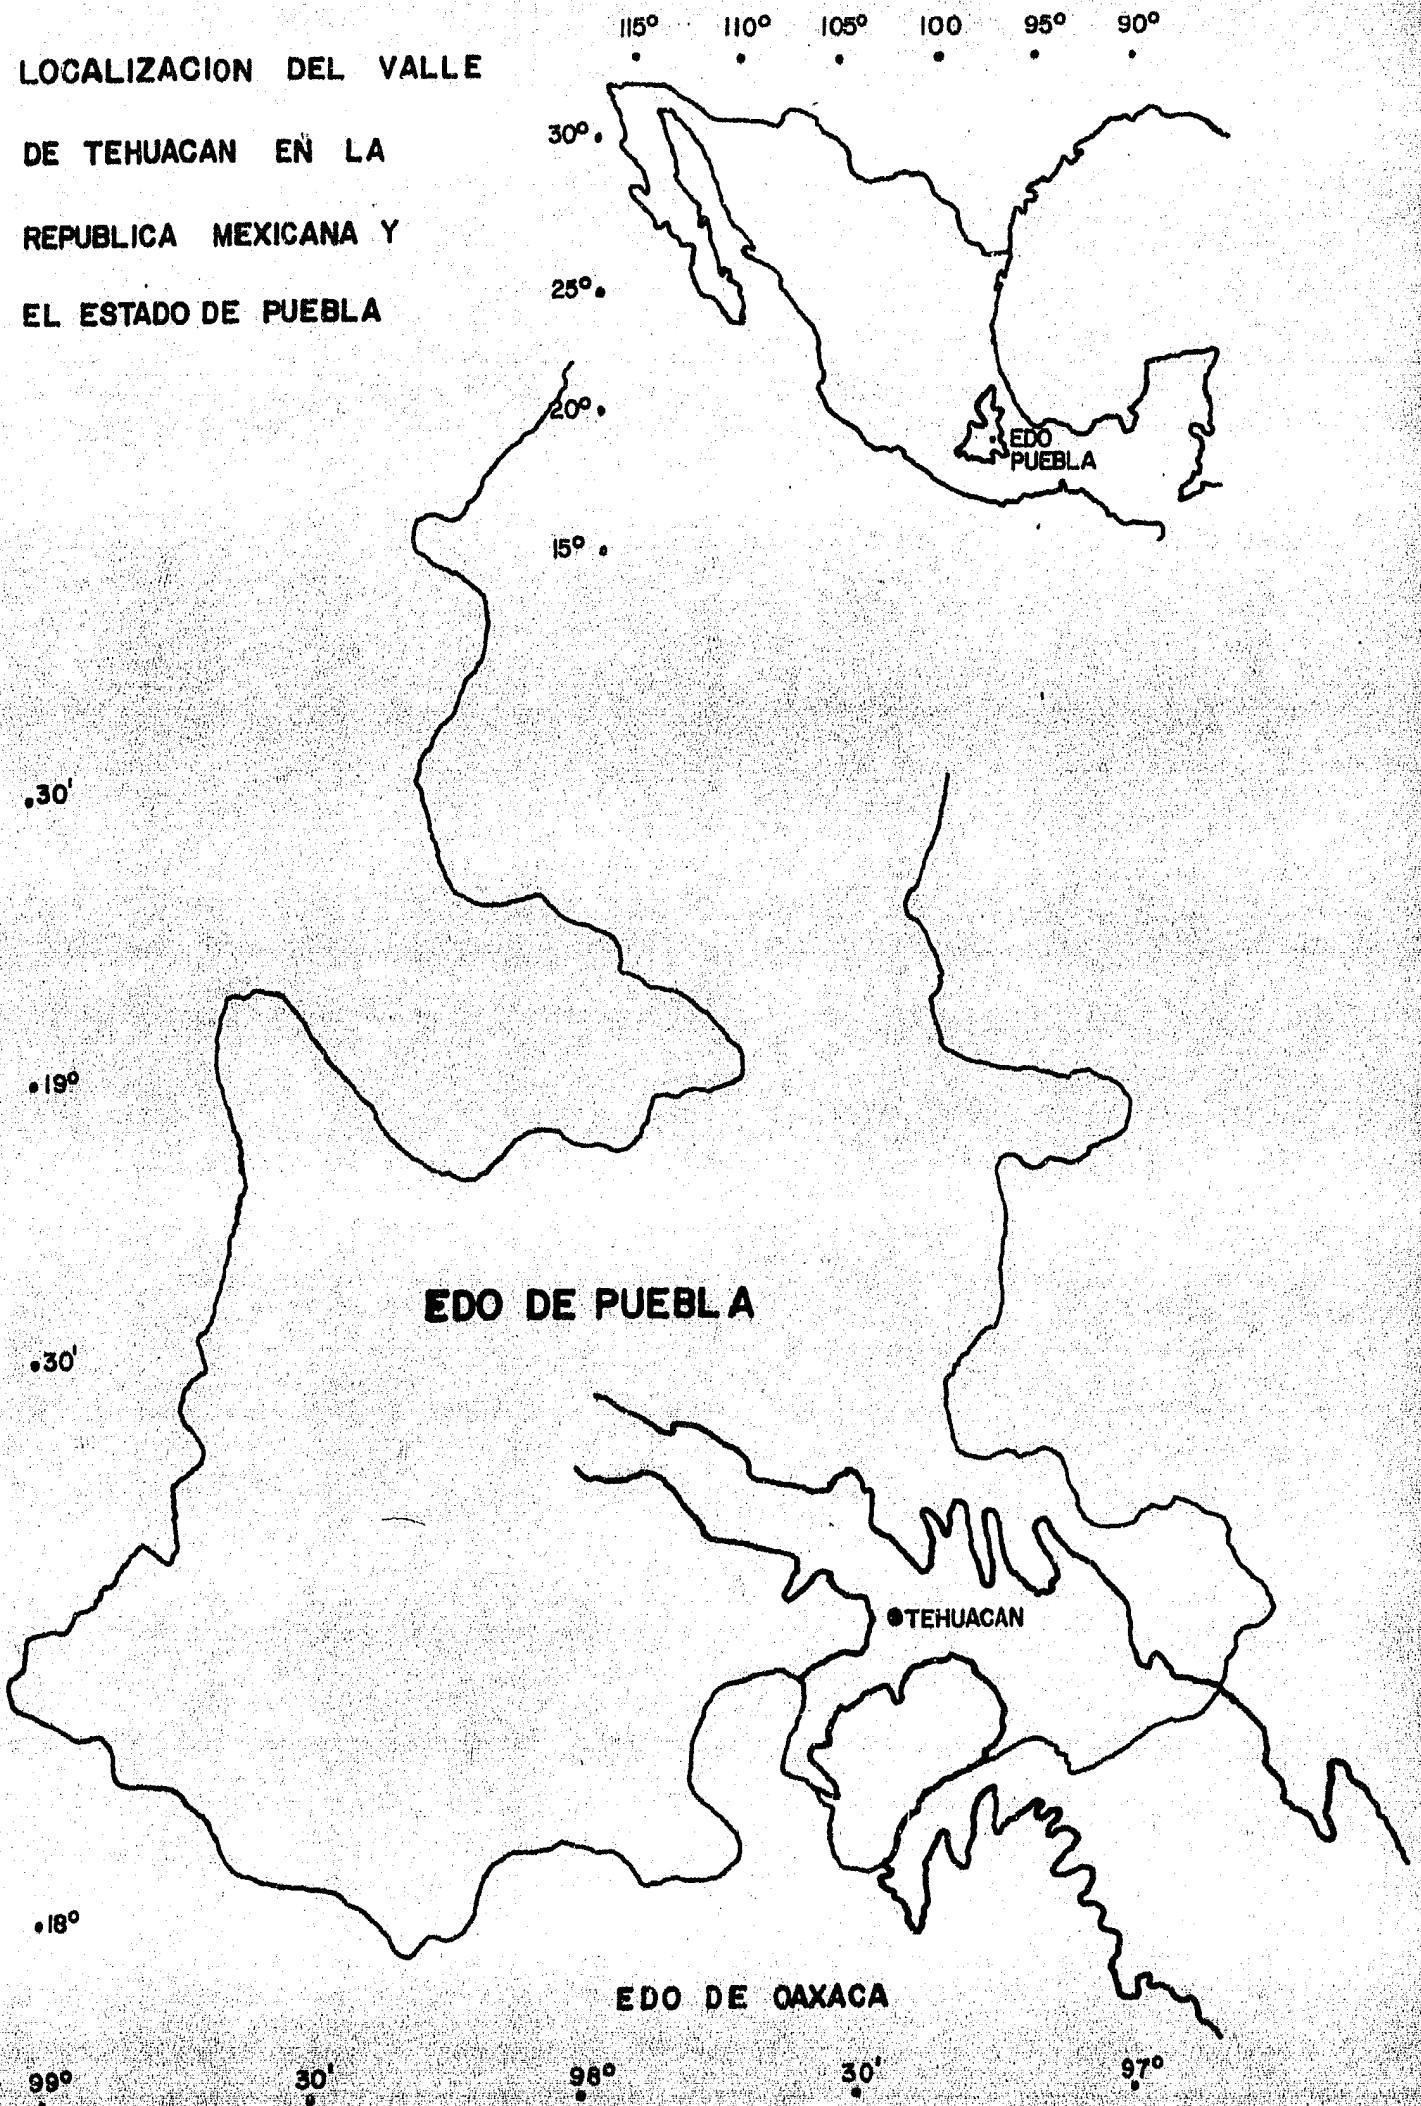 LOCALIZACION DEL VALLE
DE TEHUACAN EN LA
REPUBLICA MEXICANA Y
EL ESTADO DE PUEBLA
115° 110° 105° 100 95° 90°
30°
25°
20°
15°
EDO
PUEBLA
30'
19°
30'
18°
EDO DE PUEBLA
TEHUACAN
EDO DE OAXACA
99° 30' 98° 30' 97°